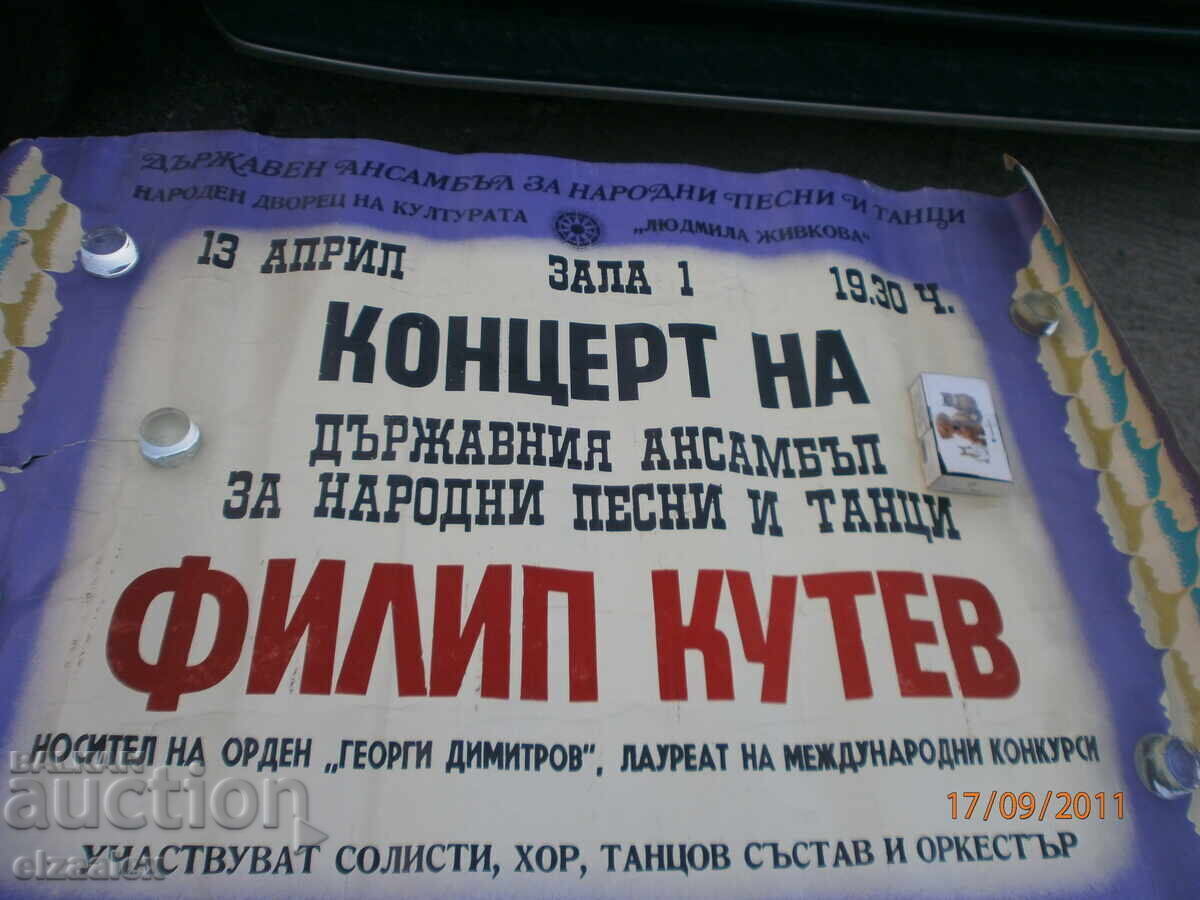 ДЪРЖАВЕН АНСАМБЪЛ ЗА НАРОДНИ ПЕСНИ И ТАНЦИ
НАРОДЕН ДВОРЕЦ НА КУЛТУРАТА „ЛЮДМИЛА ЖИВКОВА“
13 АПРИЛ ЗАЛА 1 19.30 Ч.
КОНЦЕРТ НА
ДЪРЖАВНИЯ АНСАМБЪЛ
ЗА НАРОДНИ ПЕСНИ И ТАНЦИ
ФИЛИП КУТЕВ
НОСИТЕЛ НА ОРДЕН „ГЕОРГИ ДИМИТРОВ”, ЛАУРЕАТ НА МЕЖДУНАРОДНИ КОНКУРСИ
BALKAN
auction
17/09/2011
УЧАСТВУВАТ СОЛИСТИ, ХОР, ТАНЦОВ СЪСТАВ И ОРКЕСТЪР
elzaalex